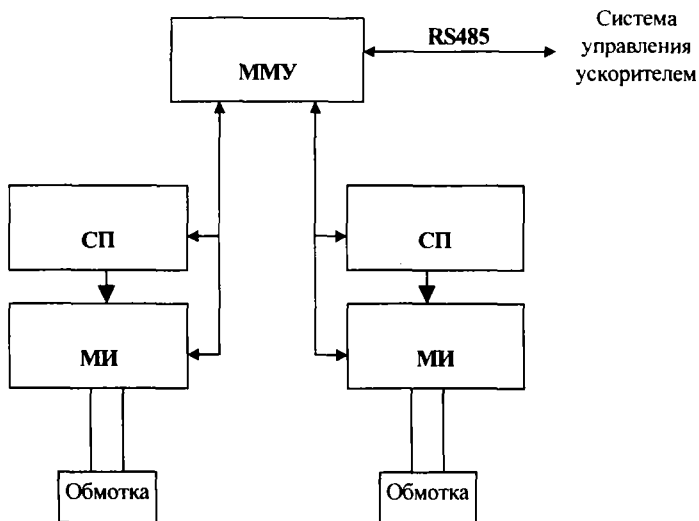 ММУ
RS485
Система
управления
ускорителем
СП
СП
МИ
МИ
Обмотка
Обмотка